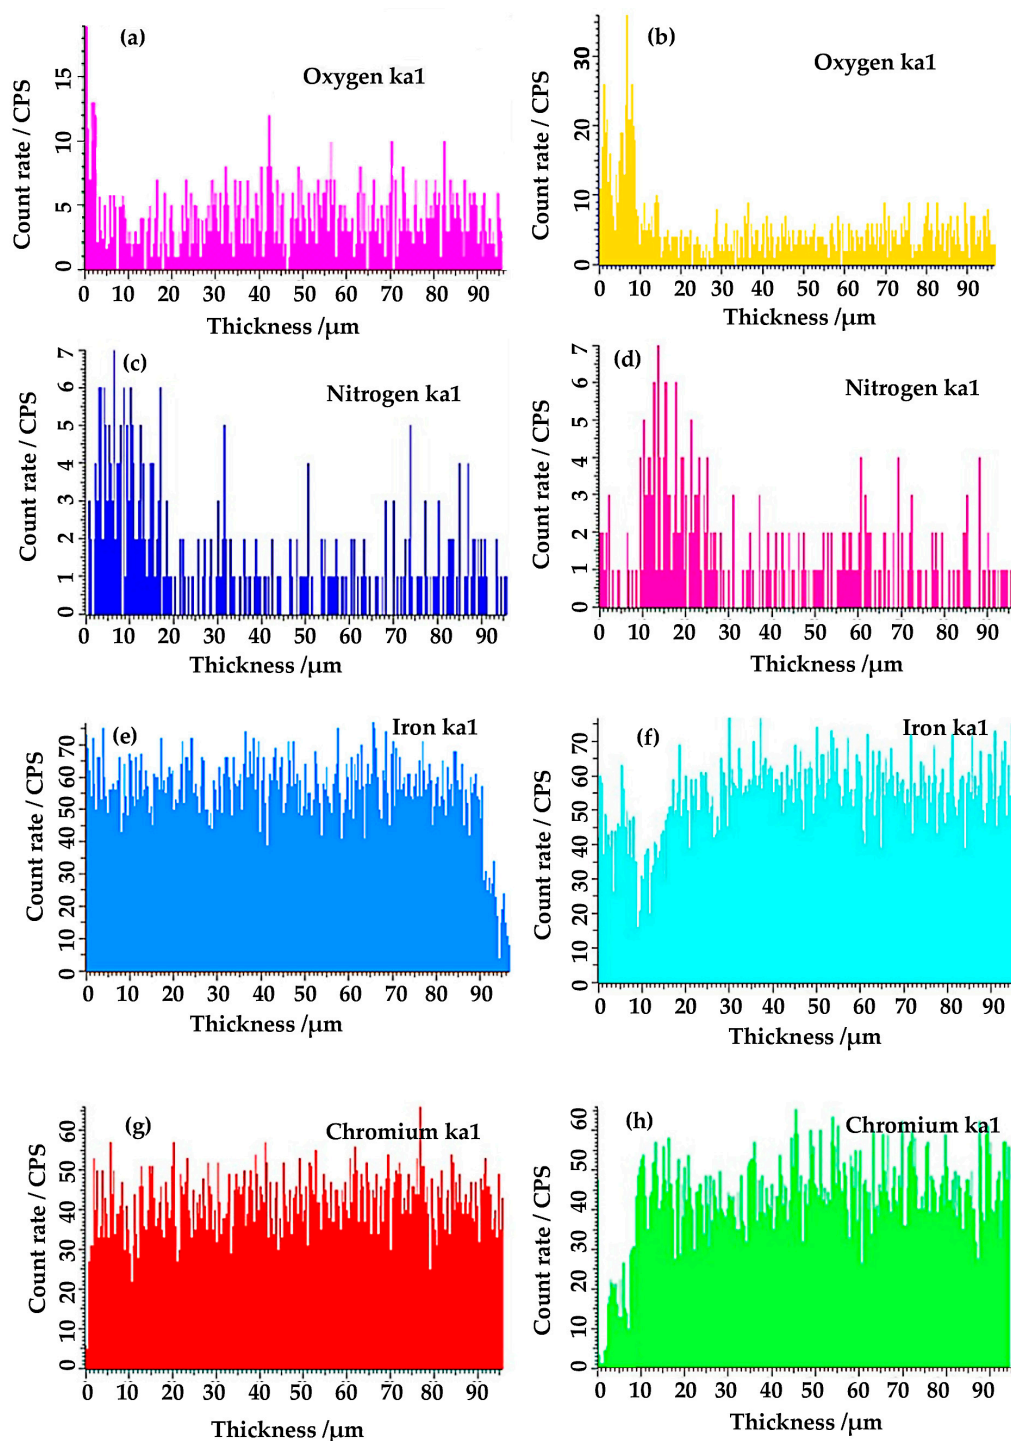 (a)
Oxygen ka1
Count rate / CPS
0 5 10 15
0 10 20 30 40 50 60 70 80 90
Thickness /μm
(b)
Oxygen ka1
Count rate / CPS
0 10 20 30
0 10 20 30 40 50 60 70 80 90
Thickness /μm
(c)
Nitrogen ka1
Count rate / CPS
0 1 2 3 4 5 6 7
0 10 20 30 40 50 60 70 80 90
Thickness /μm
(d)
Nitrogen ka1
Count rate / CPS
0 1 2 3 4 5 6 7
0 10 20 30 40 50 60 70 80 90
Thickness /μm
(e)
Iron ka1
Count rate / CPS
0 10 20 30 40 50 60 70
0 10 20 30 40 50 60 70 80 90
Thickness /μm
(f)
Iron ka1
Count rate / CPS
0 10 20 30 40 50 60 70
0 10 20 30 40 50 60 70 80 90
Thickness /μm
(g)
Chromium ka1
Count rate / CPS
0 10 20 30 40 50 60
0 10 20 30 40 50 60 70 80 90
Thickness /μm
(h)
Chromium ka1
Count rate / CPS
0 10 20 30 40 50 60
0 10 20 30 40 50 60 70 80 90
Thickness /μm